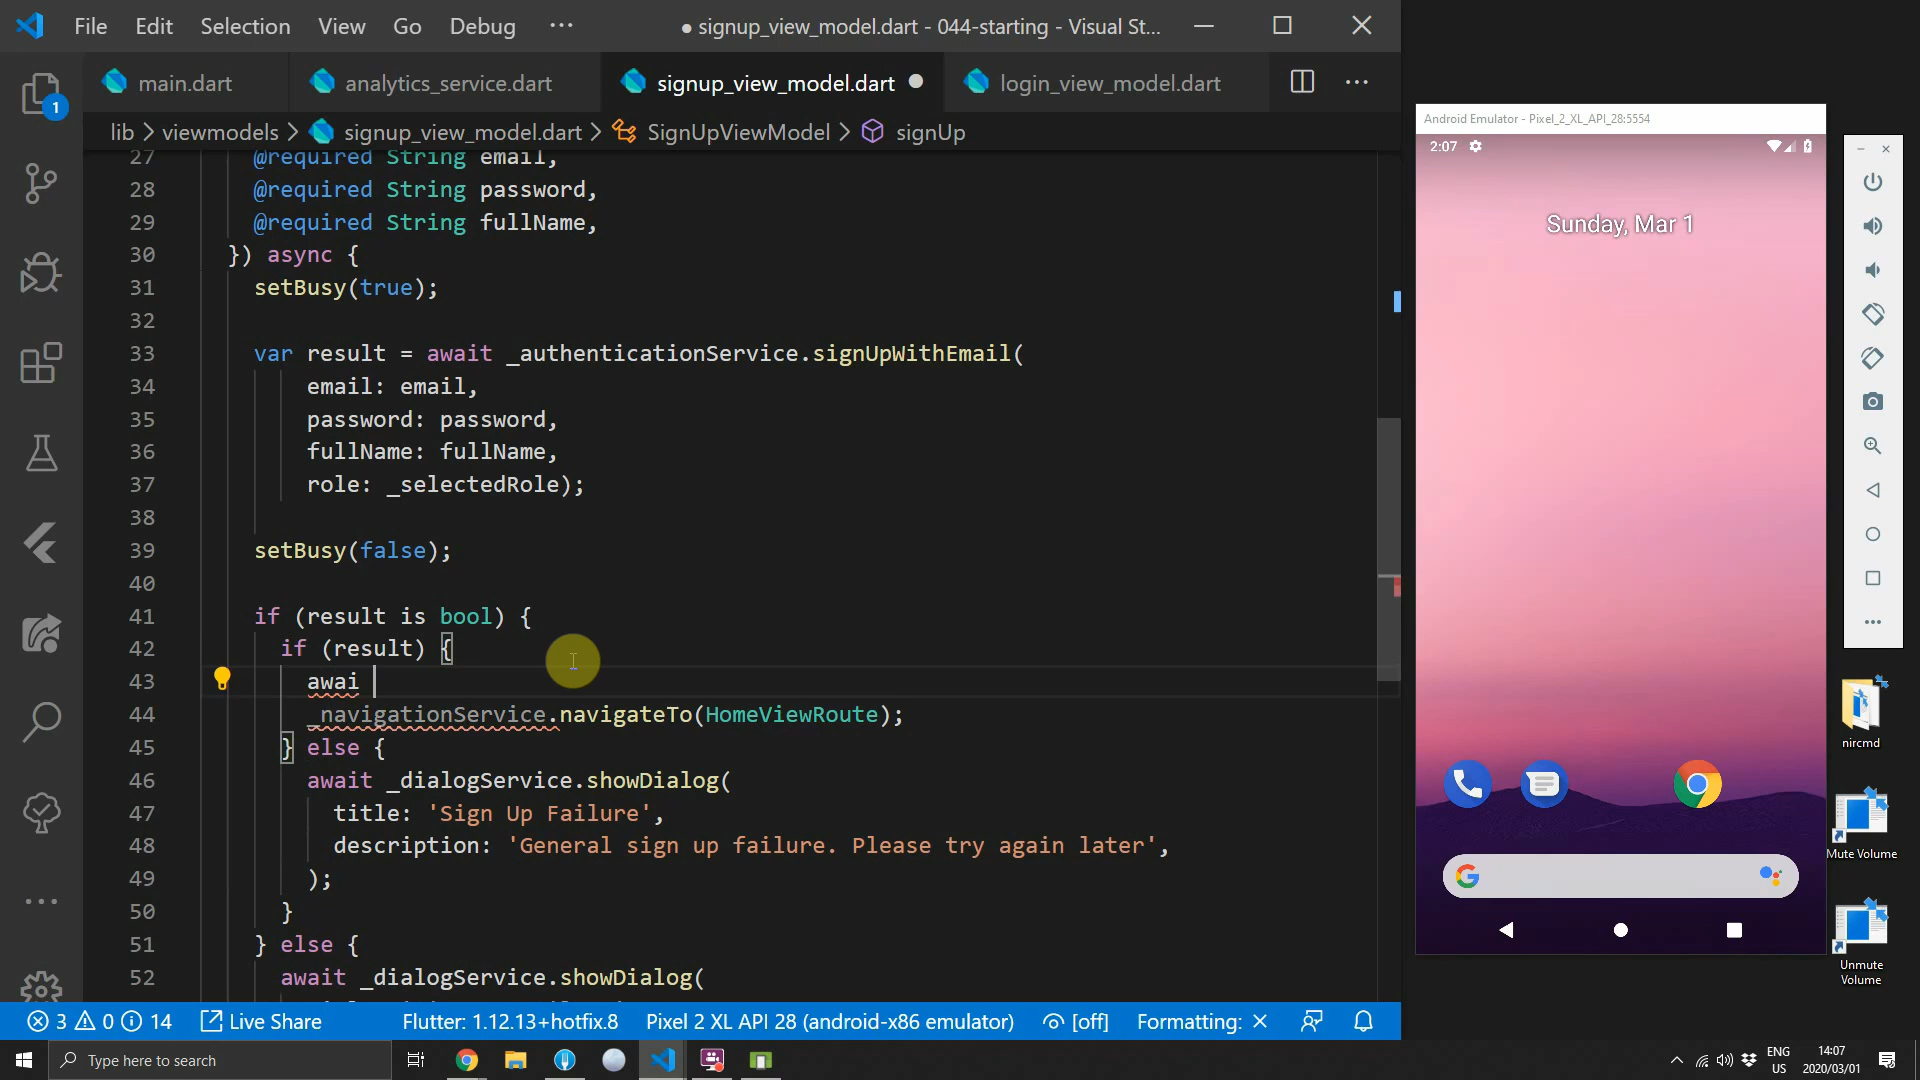 File Edit Selection View Go Debug ··· ● signup_view_model.dart - 044-starting - Visual St...
main.dart analytics_service.dart signup_view_model.dart ● login_view_model.dart ···
lib > viewmodels > signup_view_model.dart > SignUpViewModel > signUp
27 @required String email,
28 @required String password,
29 @required String fullName,
30 }) async {
31 setBusy(true);
32
33 var result = await _authenticationService.signUpWithEmail(
34 email: email,
35 password: password,
36 fullName: fullName,
37 role: _selectedRole);
38
39 setBusy(false);
40
41 if (result is bool) {
42 if (result) {
43 awai
44 _navigationService.navigateTo(HomeViewRoute);
45 } else {
46 await _dialogService.showDialog(
47 title: 'Sign Up Failure',
48 description: 'General sign up failure. Please try again later',
49 );
50 }
51 } else {
52 await _dialogService.showDialog(
1
3 0 14 Live Share Flutter: 1.12.13+hotfix.8 Pixel 2 XL API 28 (android-x86 emulator) [off] Formatting: ✕
Type here to search
ENG
US
14:07
2020/03/01
Android Emulator - Pixel_2_XL_API_28:5554
2:07
Sunday, Mar 1
nircmd
Mute Volume
Unmute
Volume